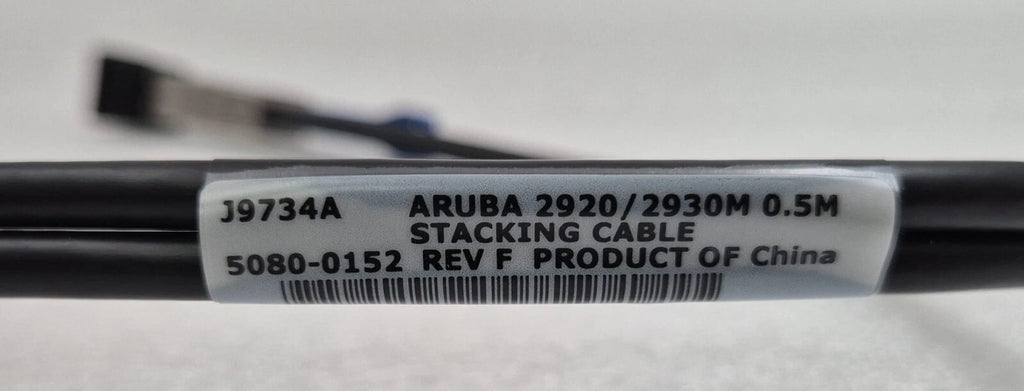 J9734A ARUBA 2920/2930M 0.5M
STACKING CABLE
5080-0152 REV F PRODUCT OF China